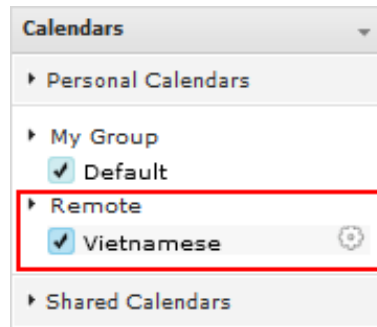 Calendars
Personal Calendars
My Group
Default
Remote
Vietnamese
Shared Calendars